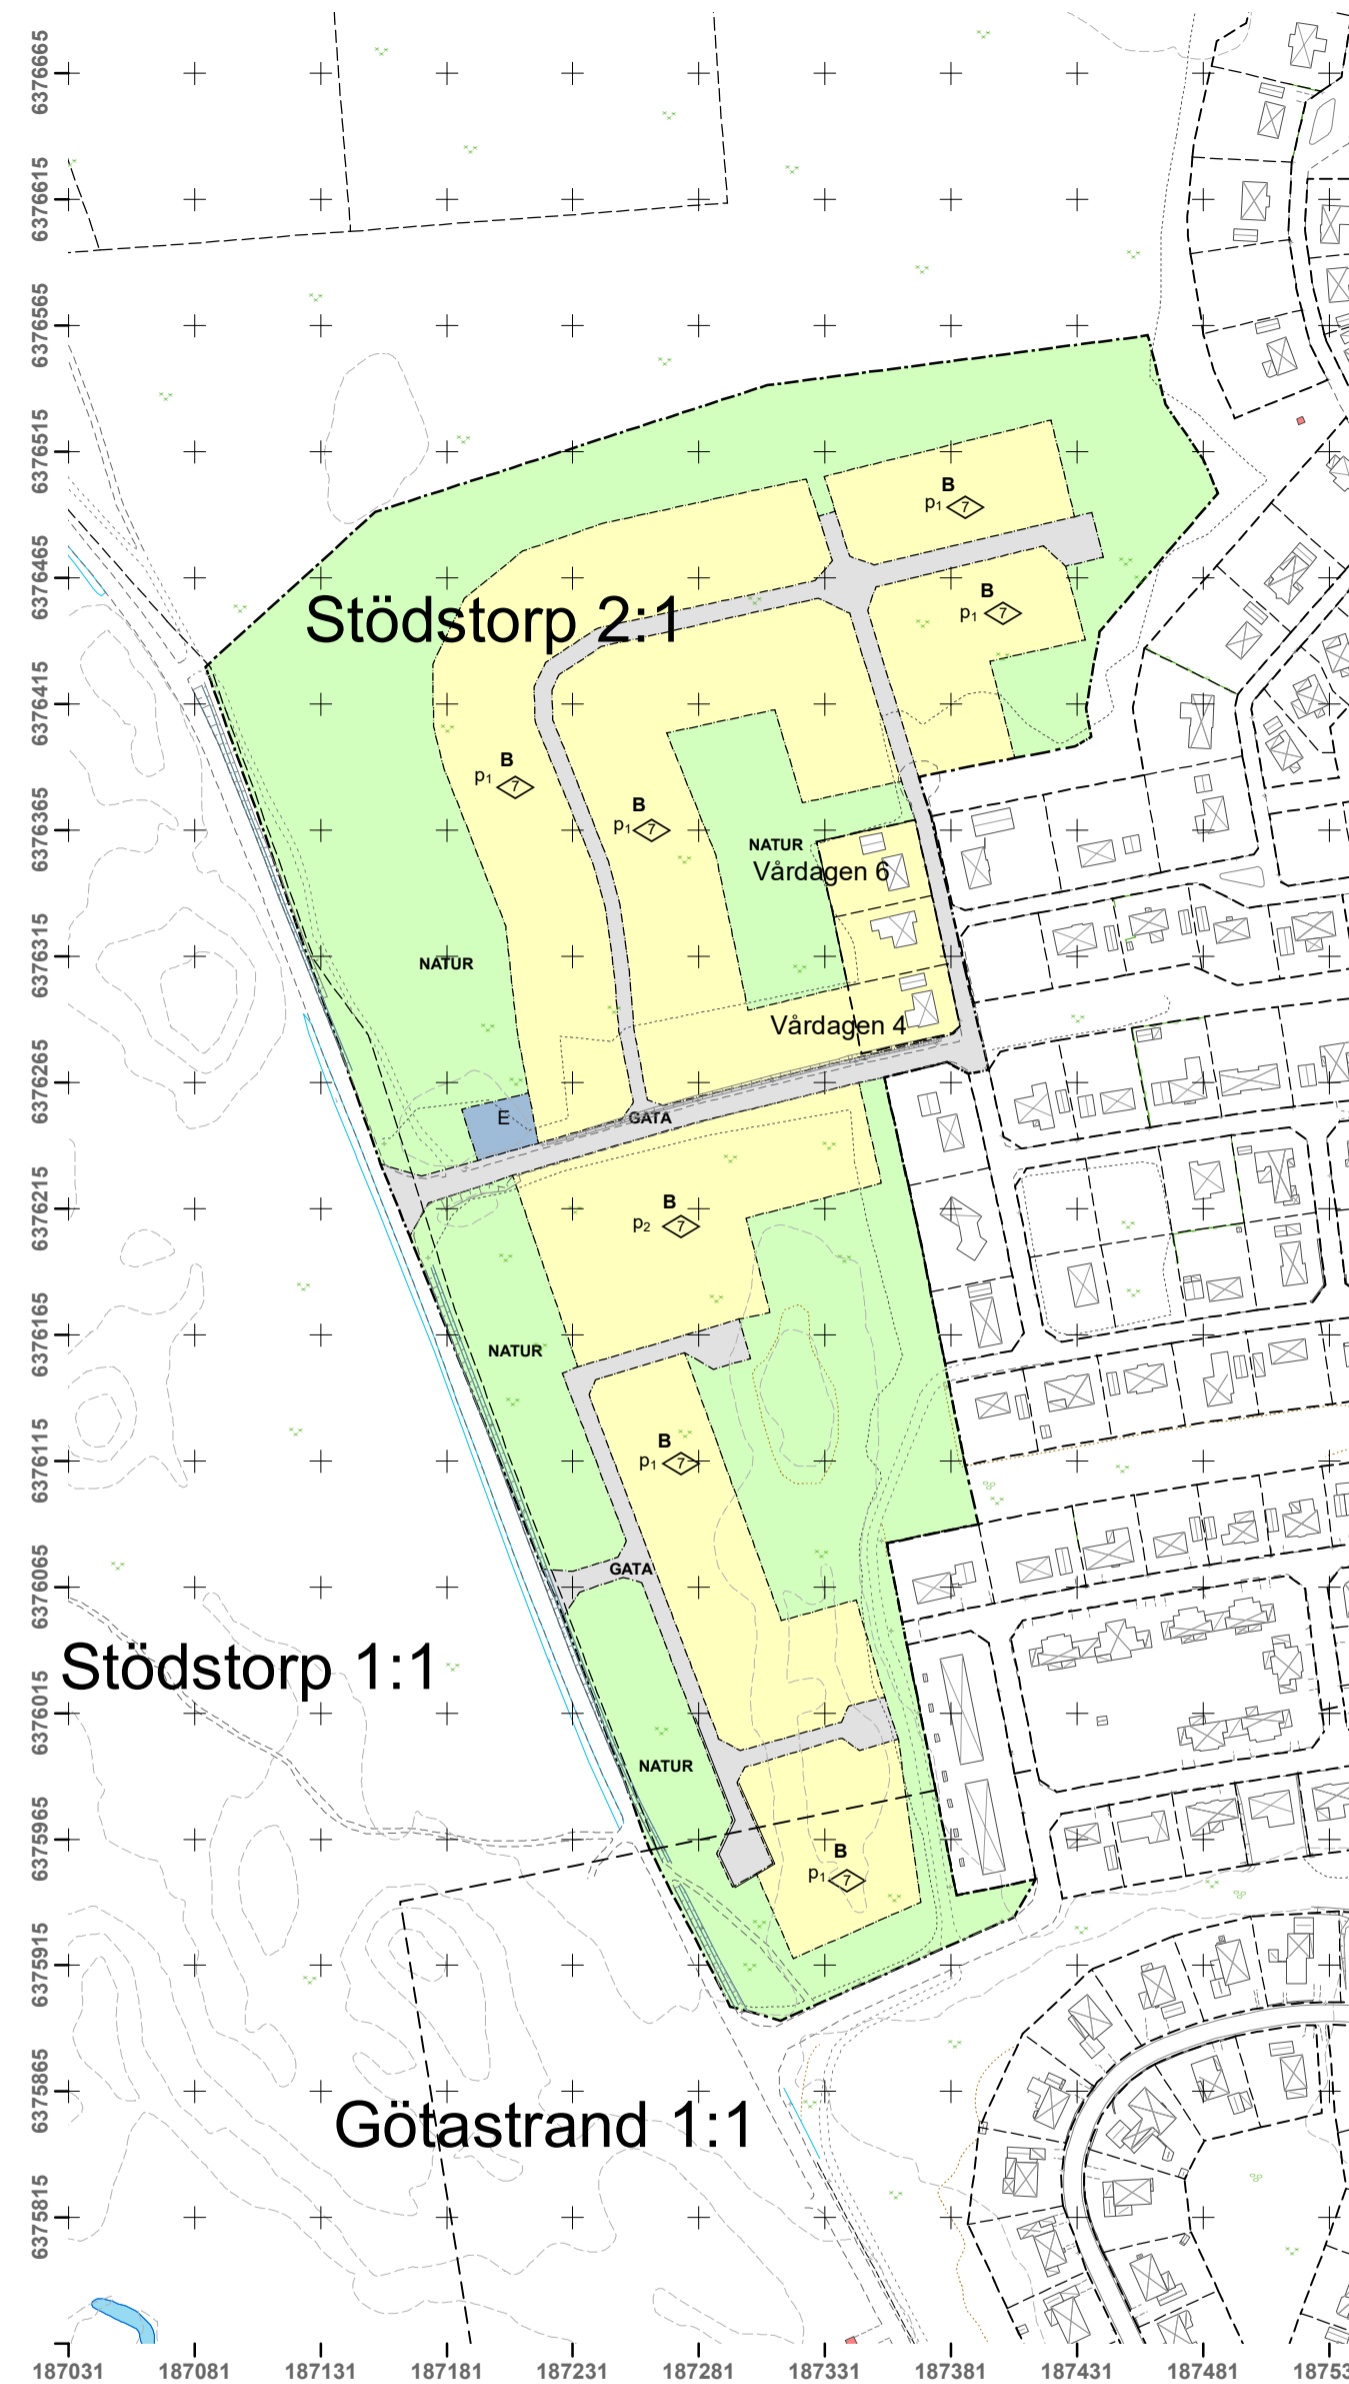 6376665
6376615
6376565
6376515
B
p₁ 7
6376465
B
p₁ 7
Stödstorp 2:1
6376415
B
p₁ 7
B
p₁ 7
6376365
NATUR
Vårdagen 6
6376315
NATUR
Vårdagen 4
6376265
E
GATA
6376215
B
p₂ 7
6376165
NATUR
6376115
B
p₁ 7
6376065
GATA
Stödstorp 1:1
6376015
NATUR
6375965
B
p₁ 7
6375915
6375865
Götastrand 1:1
6375815
187031 187081 187131 187181 187231 187281 187331 187381 187431 187481 18753